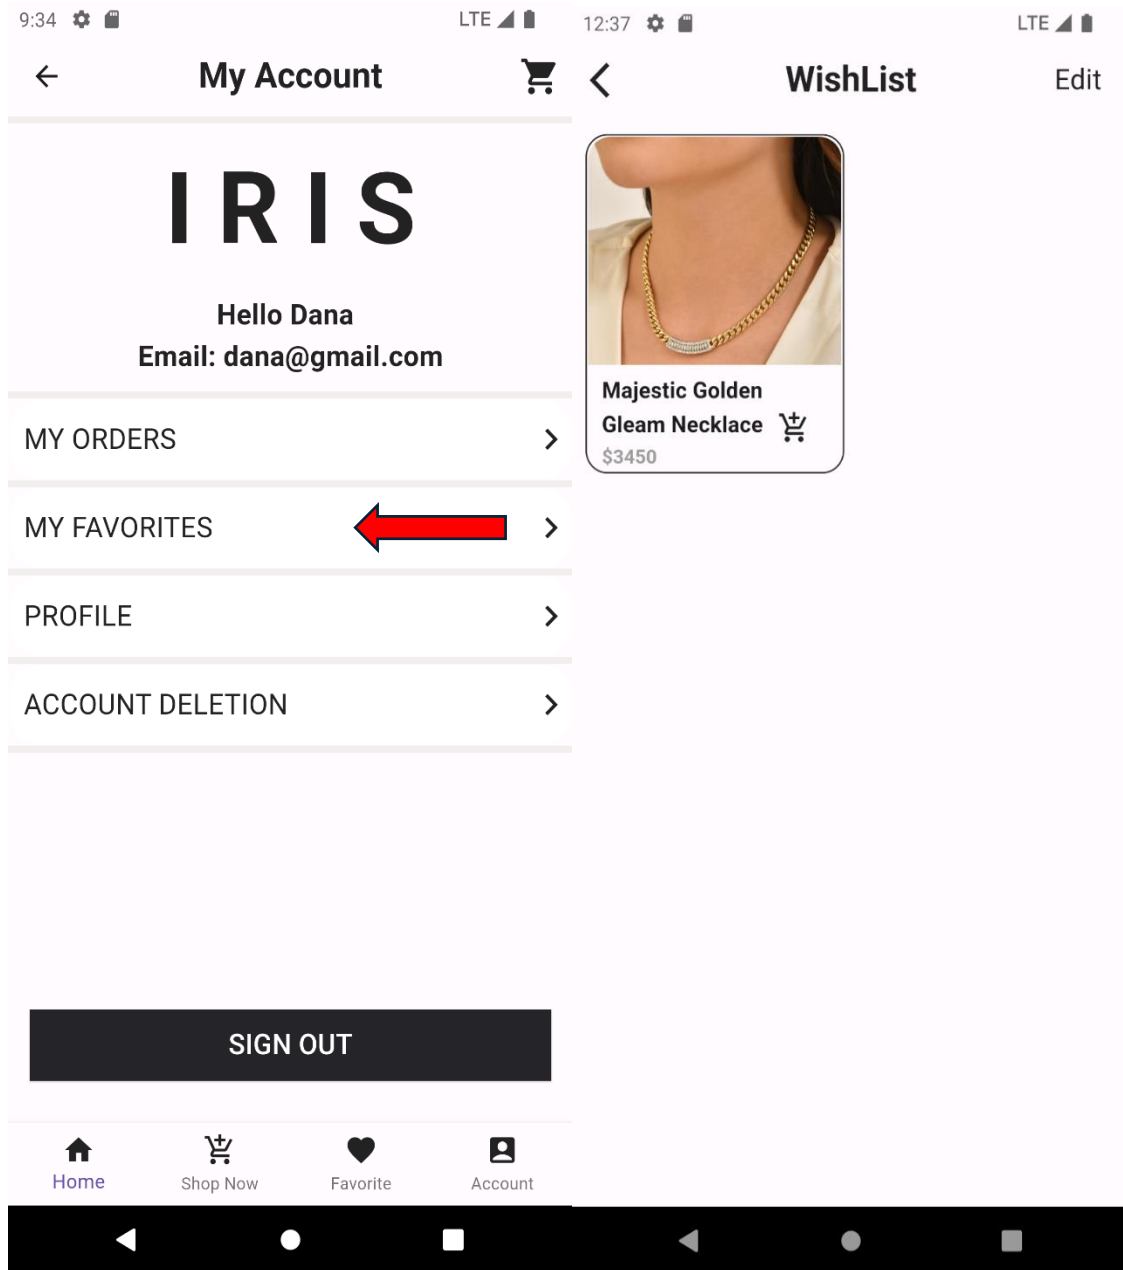 9:34
LTE
My Account
IRIS
Hello Dana
Email: dana@gmail.com
MY ORDERS
MY FAVORITES
PROFILE
ACCOUNT DELETION
SIGN OUT
Home
Shop Now
Favorite
Account
12:37
LTE
WishList
Edit
Majestic Golden
Gleam Necklace
$3450